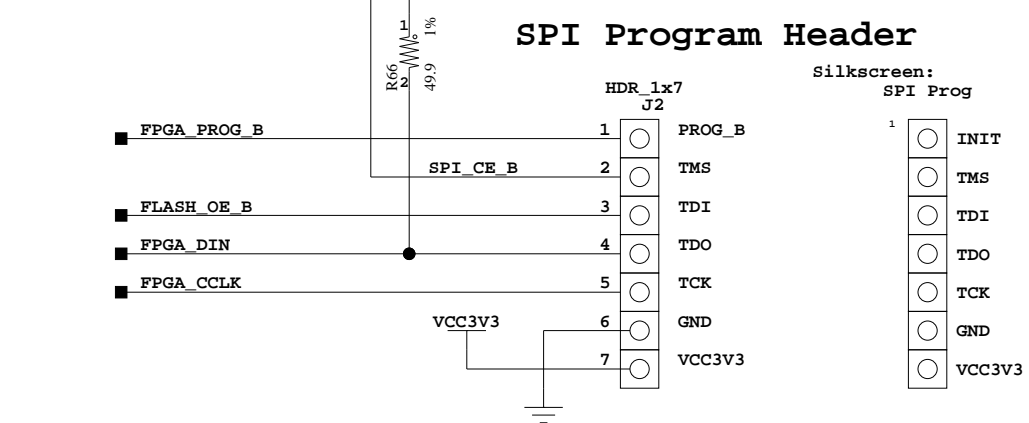 SPI Program Header
1
1%
R66
2
49.9
HDR_1x7
J2
Silkscreen:
SPI Prog
FPGA_PROG_B 1 PROG_B 1 INIT
SPI_CE_B 2 TMS TMS
FLASH_OE_B 3 TDI TDI
FPGA_DIN 4 TDO TDO
FPGA_CCLK 5 TCK TCK
VCC3V3 6 GND GND
7 VCC3V3 VCC3V3